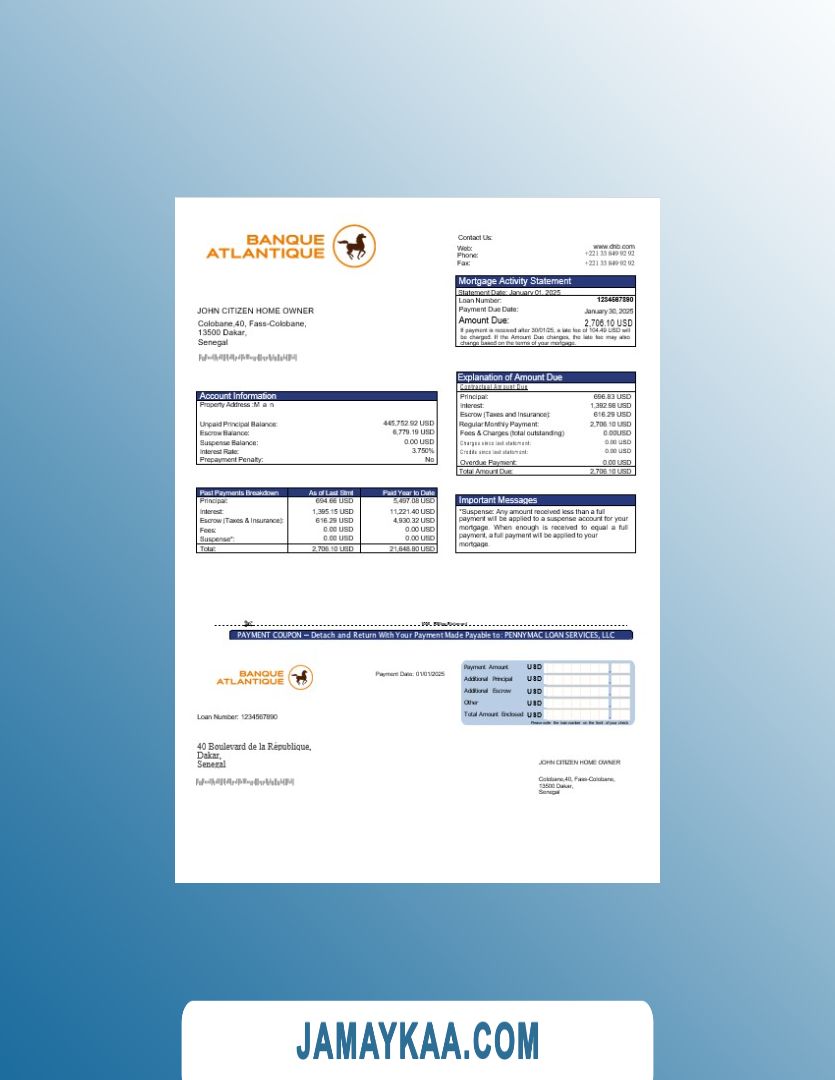 BANQUE
ATLANTIQUE
Contact Us:
Web: www.dnb.com
Phone: +221 33 849 92 92
Fax: +221 33 849 92 92
Mortgage Activity Statement
Statement Date: January 01, 2025
Loan Number: 1234567890
Payment Due Date: January 30, 2025
Amount Due: 2,706.10 USD
If payment is received after 30/01/25, a late fee of 104.49 USD will
be charged. If the Amount Due changes, the late fee may also
change based on the terms of your mortgage.
JOHN CITIZEN HOME OWNER
Colobane,40, Fass-Colobane,
13500 Dakar,
Senegal
Explanation of Amount Due
Contractual Amount Due
Principal: 696.83 USD
Interest: 1,392.98 USD
Escrow (Taxes and Insurance): 616.29 USD
Regular Monthly Payment: 2,706.10 USD
Fees & Charges (total outstanding) 0.00USD
Charges since last statement: 0.00 USD
Credits since last statement: 0.00 USD
Overdue Payment: 0.00 USD
Total Amount Due: 2,706.10 USD
Account Information
Property Address :M a n
Unpaid Principal Balance: 445,752.92 USD
Escrow Balance: 6,779.19 USD
Suspense Balance: 0.00 USD
Interest Rate: 3.750%
Prepayment Penalty: No
Past Payments Breakdown As of Last Stmt Paid Year to Date
Principal: 694.66 USD 5,497.08 USD
Interest: 1,395.15 USD 11,221.40 USD
Escrow (Taxes & Insurance): 616.29 USD 4,930.32 USD
Fees: 0.00 USD 0.00 USD
Suspense*: 0.00 USD 0.00 USD
Total: 2,706.10 USD 21,648.80 USD
Important Messages
*Suspense: Any amount received less than a full
payment will be applied to a suspense account for your
mortgage. When enough is received to equal a full
payment, a full payment will be applied to your
mortgage.
PAYMENT COUPON – Detach and Return With Your Payment Made Payable to: PENNYMAC LOAN SERVICES, LLC
BANQUE
ATLANTIQUE
Payment Date: 01/01/2025
Payment Amount USD
Additional Principal USD
Additional Escrow USD
Other USD
Total Amount Enclosed USD
Please write the loan number on the front of your check
Loan Number: 1234567890
40 Boulevard de la République,
Dakar,
Senegal
JOHN CITIZEN HOME OWNER
Colobane,40, Fass-Colobane,
13500 Dakar,
Senegal
JAMAYKAA.COM